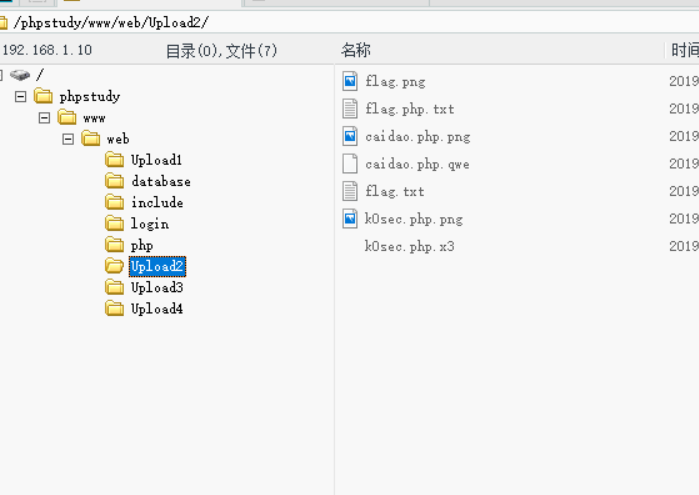 /phpstudy/www/web/Upload2/
192.168.1.10 目录(0),文件(7) 名称 时间
/
phpstudy
www
web
Upload1
database
include
login
php
Upload2
Upload3
Upload4
flag.png 2019
flag.php.txt 2019
caidao.php.png 2019
caidao.php.qwe 2019
flag.txt 2019
k0sec.php.png 2019
k0sec.php.x3 2019